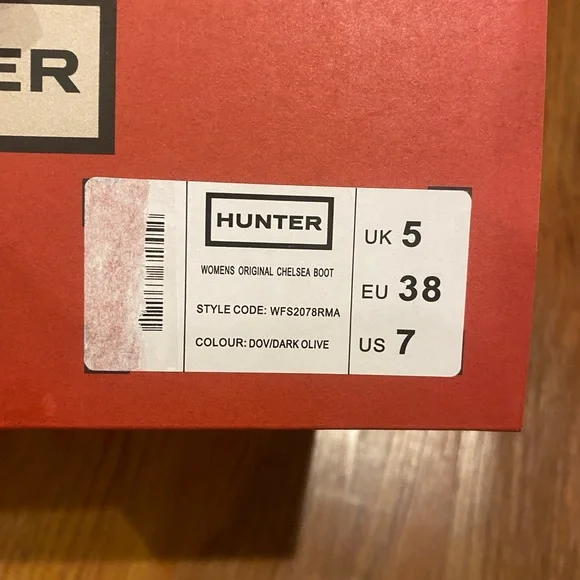 ER
HUNTER
WOMENS ORIGINAL CHELSEA BOOT
STYLE CODE: WFS2078RMA
COLOUR: DOV/DARK OLIVE
UK 5
EU 38
US 7